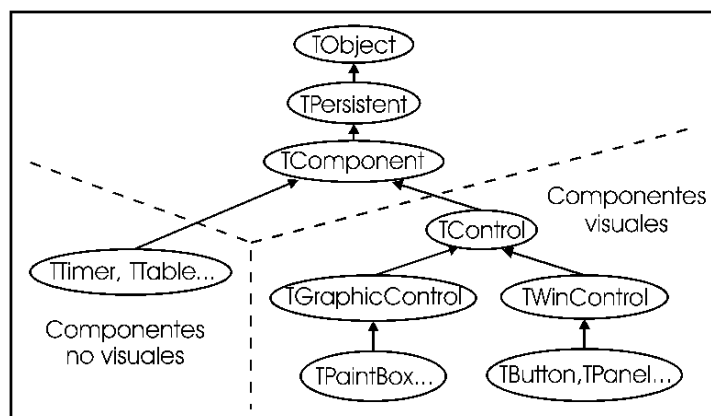 TObject
TPersistent
TComponent
Componentes
visuales
TControl
TTimer, TTable...
TGraphicControl
TWinControl
Componentes
no visuales
TPaintBox...
TButton,TPanel...